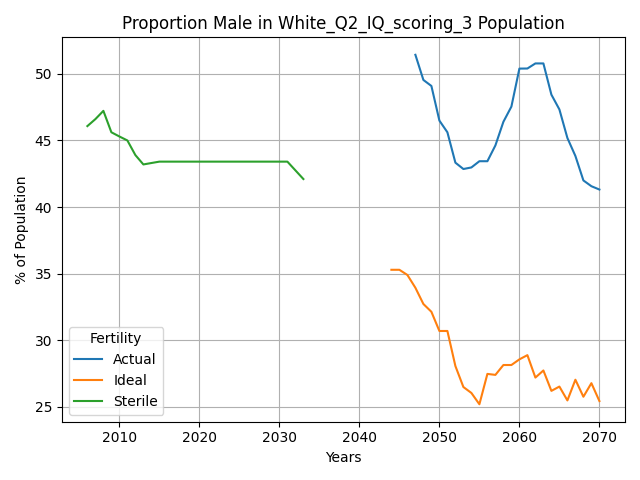 Proportion Male in White_Q2_IQ_scoring_3 Population
% of Population
50
45
40
35
30
25
Fertility
Actual
Ideal
Sterile
2010 2020 2030 2040 2050 2060 2070
Years